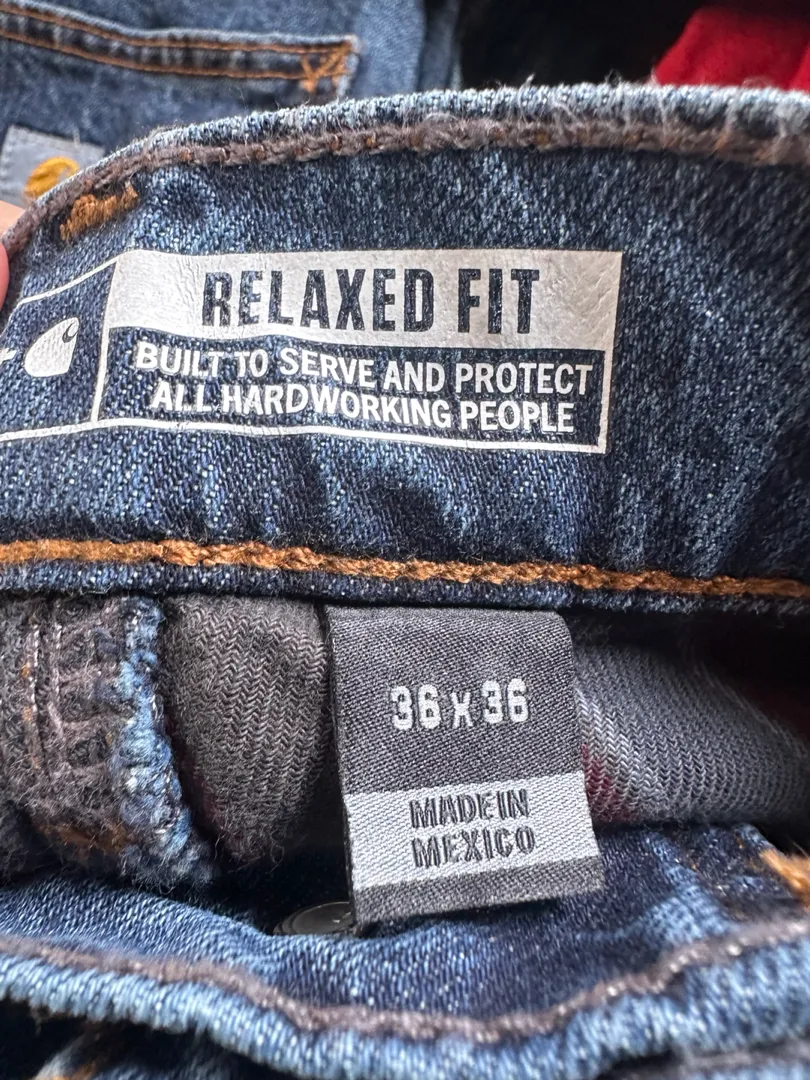 RELAXED FIT
BUILT TO SERVE AND PROTECT
ALL HARDWORKING PEOPLE
36 x 36
MADE IN
MEXICO